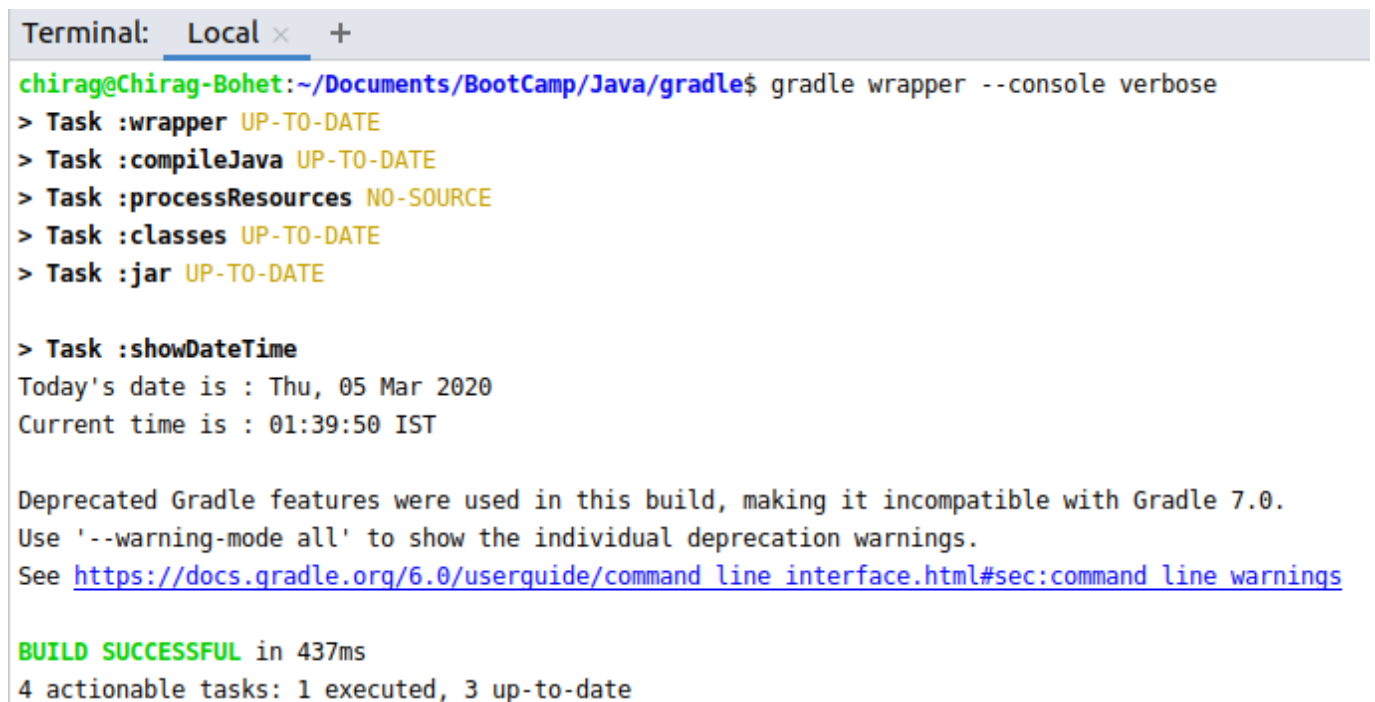 Terminal: Local × +
chirag@Chirag-Bohet:~/Documents/BootCamp/Java/gradle$ gradle wrapper --console verbose
> Task :wrapper UP-TO-DATE
> Task :compileJava UP-TO-DATE
> Task :processResources NO-SOURCE
> Task :classes UP-TO-DATE
> Task :jar UP-TO-DATE
> Task :showDateTime
Today's date is : Thu, 05 Mar 2020
Current time is : 01:39:50 IST
Deprecated Gradle features were used in this build, making it incompatible with Gradle 7.0.
Use '--warning-mode all' to show the individual deprecation warnings.
See https://docs.gradle.org/6.0/userguide/command_line_interface.html#sec:command_line_warnings
BUILD SUCCESSFUL in 437ms
4 actionable tasks: 1 executed, 3 up-to-date